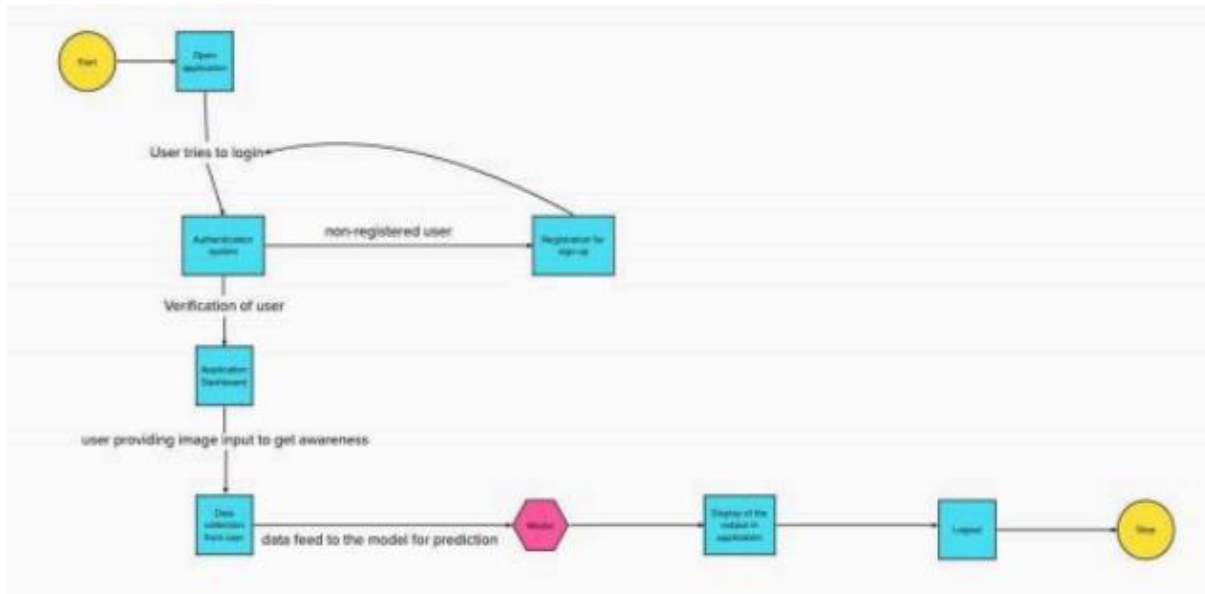 Start
Open
application
User tries to login
Authentication
system
non-registered user
Registration for
sign up
Verification of user
Application
Dashboard
user providing image input to get awareness
Data
collection
from user
data feed to the model for prediction
Model
Display of the
output in
application
Logout
Stop